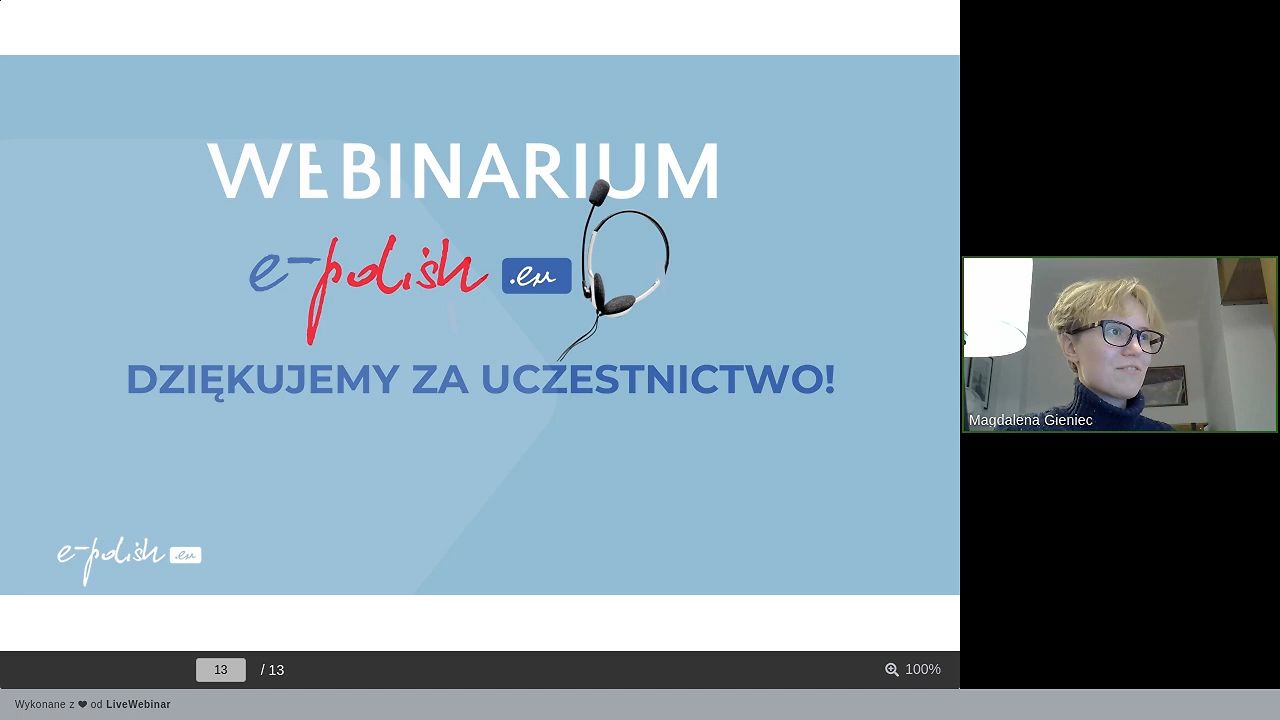 WEBINARIUM
e-polish .eu
DZIĘKUJEMY ZA UCZESTNICTWO!
e-polish .eu
Magdalena Gieniec
13 / 13
100%
Wykonane z ❤ od LiveWebinar